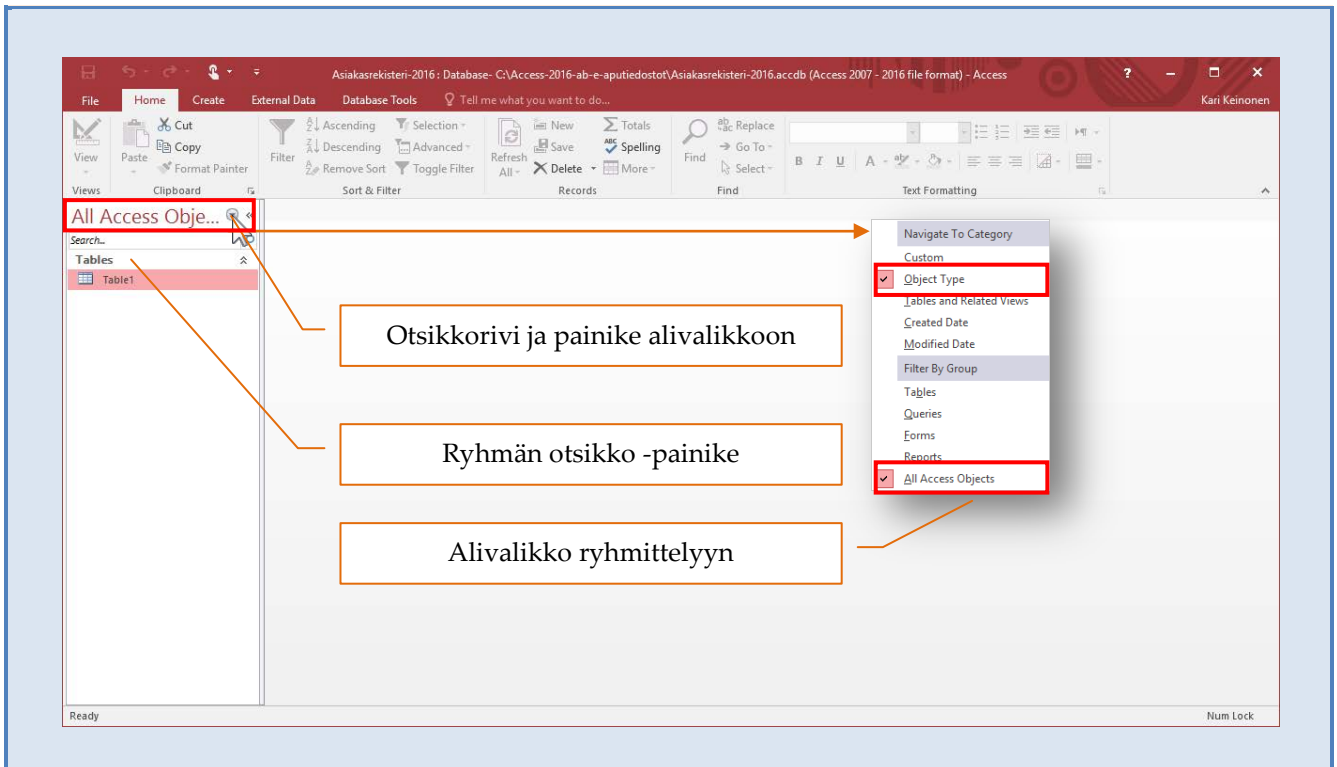 Asiakasrekisteri-2016 : Database- C:\Access-2016-ab-e-aputiedostot\Asiakasrekisteri-2016.accdb (Access 2007 - 2016 file format) - Access
File Home Create External Data Database Tools Tell me what you want to do... Kari Keinonen
View
Views
Paste
Cut
Copy
Format Painter
Clipboard
Filter
Ascending
Descending
Remove Sort
Selection
Advanced
Toggle Filter
Sort & Filter
Refresh
All
New
Save
Delete
Totals
Spelling
More
Records
Find
Replace
Go To
Select
Find
B I U A
Text Formatting
All Access Obje...
Search...
Tables
Table1
Navigate To Category
Custom
Object Type
Tables and Related Views
Created Date
Modified Date
Filter By Group
Tables
Queries
Forms
Reports
All Access Objects
Otsikkorivi ja painike alivalikkoon
Ryhmän otsikko -painike
Alivalikko ryhmittelyyn
Ready Num Lock